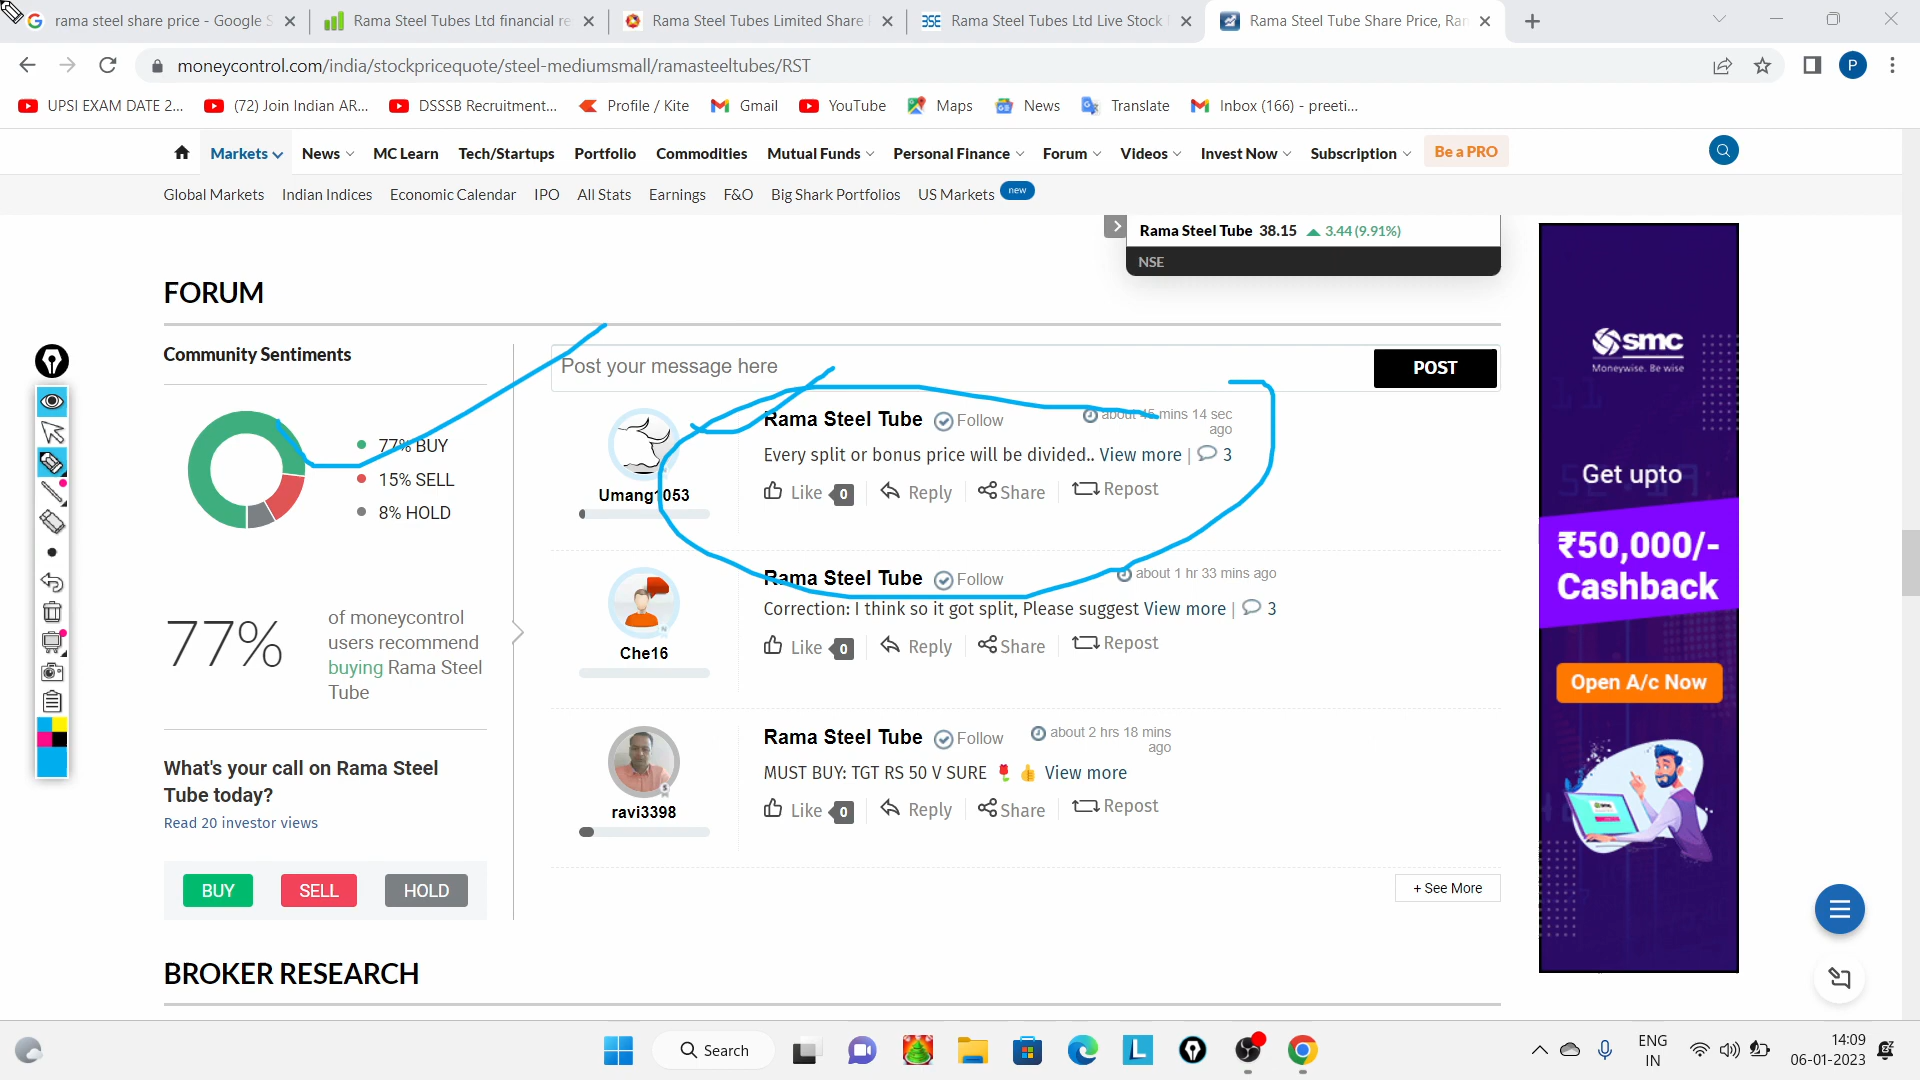 rama steel share price - Google S
Rama Steel Tubes Ltd financial re
Rama Steel Tubes Limited Share
BSE Rama Steel Tubes Ltd Live Stock
Rama Steel Tube Share Price, Ran
moneycontrol.com/india/stockpricequote/steel-mediumsmall/ramasteeltubes/RST
P
UPSI EXAM DATE 2...
(72) Join Indian AR...
DSSSB Recruitment...
Profile / Kite
Gmail
YouTube
Maps
News
Translate
Inbox (166) - preeti...
Markets
News
MC Learn
Tech/Startups
Portfolio
Commodities
Mutual Funds
Personal Finance
Forum
Videos
Invest Now
Subscription
Be a PRO
Global Markets
Indian Indices
Economic Calendar
IPO
All Stats
Earnings
F&O
Big Shark Portfolios
US Markets
new
Rama Steel Tube 38.15 3.44 (9.91%)
NSE
FORUM
Community Sentiments
77% BUY
15% SELL
8% HOLD
77%
of moneycontrol
users recommend
buying Rama Steel
Tube
What's your call on Rama Steel
Tube today?
Read 20 investor views
BUY
SELL
HOLD
Post your message here
POST
Umang1053
Rama Steel Tube Follow
about 45 mins 14 sec
ago
Every split or bonus price will be divided.. View more | 3
Like 0 Reply Share Repost
Che16
Rama Steel Tube Follow
about 1 hr 33 mins ago
Correction: I think so it got split, Please suggest View more | 3
Like 0 Reply Share Repost
ravi3398
Rama Steel Tube Follow
about 2 hrs 18 mins
ago
MUST BUY: TGT RS 50 V SURE 🌹 👍 View more
Like 0 Reply Share Repost
+ See More
BROKER RESEARCH
smc
Moneywise. Be wise
Get upto
₹50,000/-
Cashback
Open A/c Now
Search
L
ENG
IN
14:09
06-01-2023